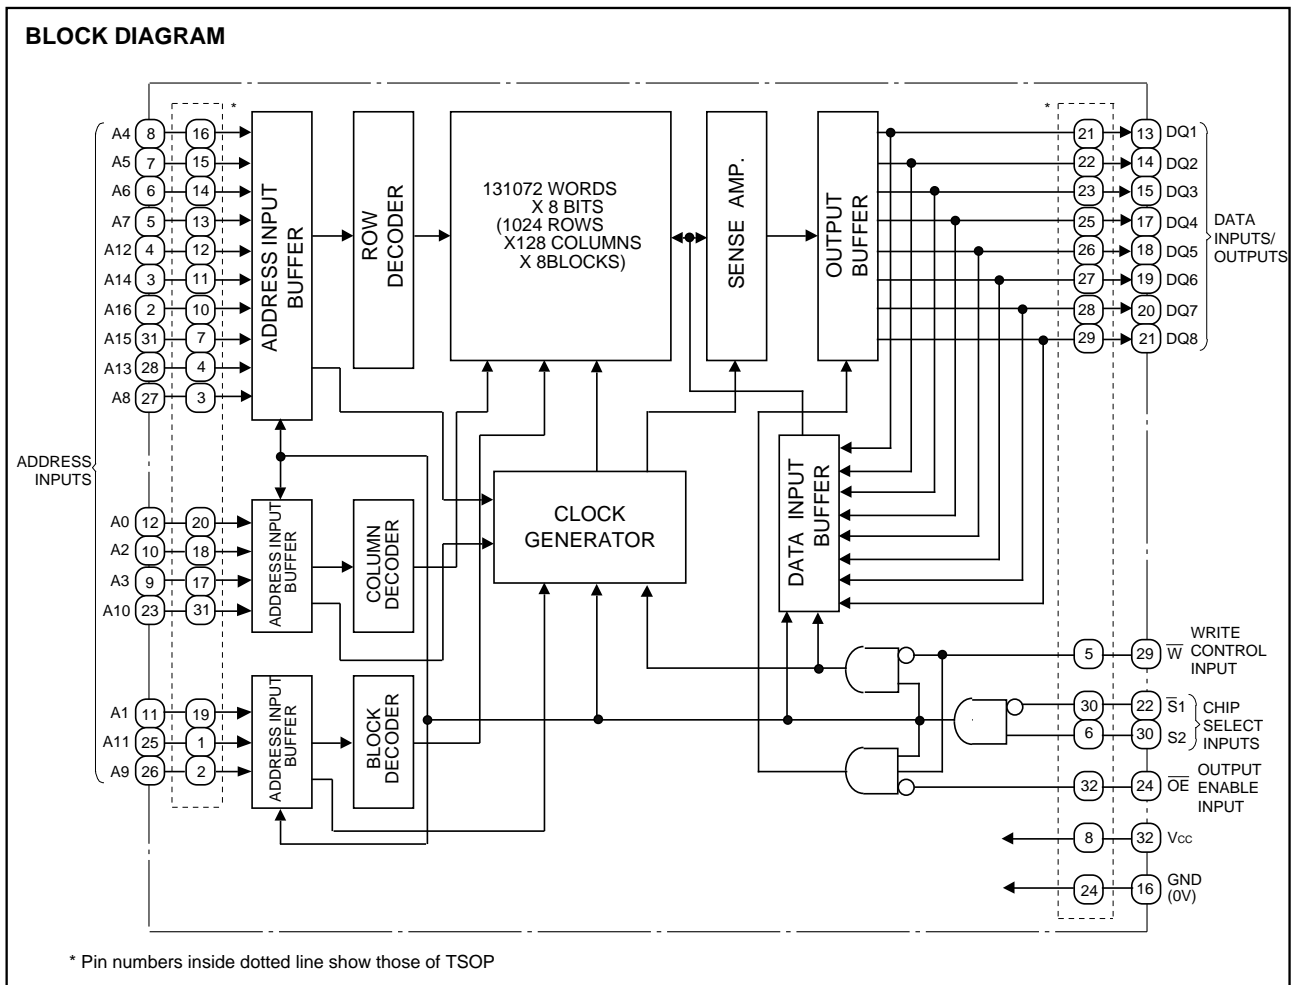 BLOCK DIAGRAM
* *
A4 8 16 21 13 DQ1
A5 7 15 22 14 DQ2
A6 6 14 23 15 DQ3
A7 5 13 25 17 DQ4
A12 4 12 26 18 DQ5
A14 3 11 27 19 DQ6
A16 2 10 28 20 DQ7
A15 31 7 29 21 DQ8
A13 28 4
A8 27 3
ADDRESS INPUT
BUFFER
ROW
DECODER
131072 WORDS
X 8 BITS
(1024 ROWS
X128 COLUMNS
X 8BLOCKS)
SENSE AMP.
OUTPUT
BUFFER
DATA
INPUTS/
OUTPUTS
ADDRESS
INPUTS
A0 12 20
A2 10 18
A3 9 17
A10 23 31
ADDRESS INPUT
BUFFER
COLUMN
DECODER
CLOCK
GENERATOR
DATA INPUT
BUFFER
A1 11 19
A11 25 1
A9 26 2
ADDRESS INPUT
BUFFER
BLOCK
DECODER
5 29 W̅
WRITE
CONTROL
INPUT
30 22 S̅1
6 30 S2
CHIP
SELECT
INPUTS
32 24 O̅E̅
OUTPUT
ENABLE
INPUT
8 32 Vcc
24 16 GND
(0V)
* Pin numbers inside dotted line show those of TSOP